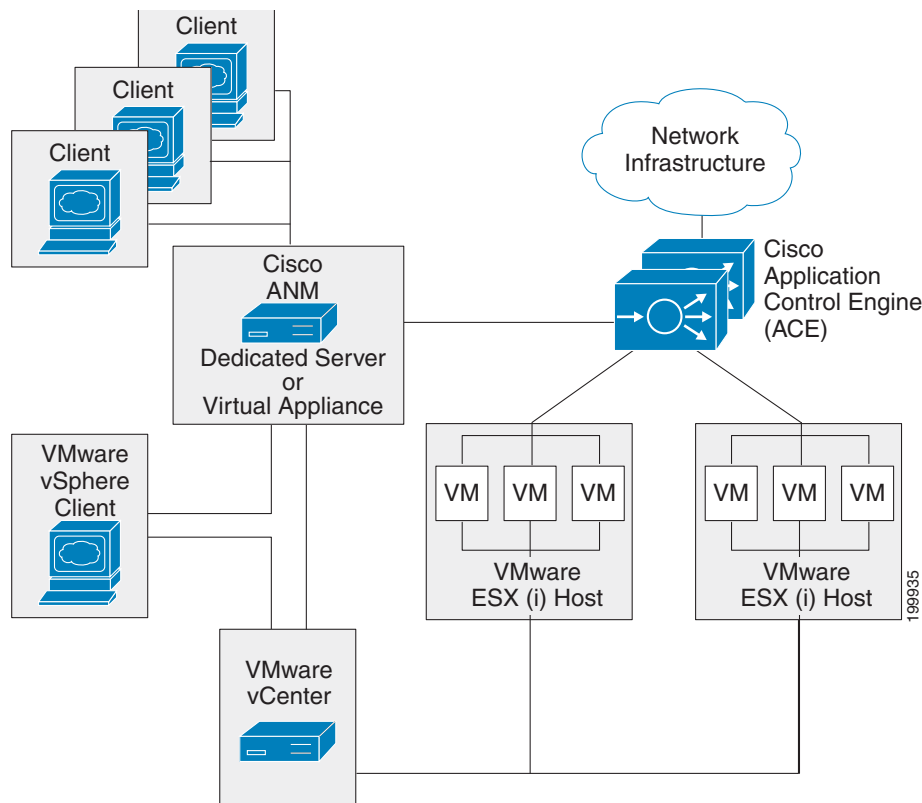 Client
Client
Client
Network
Infrastructure
Cisco
Application
Control Engine
(ACE)
Cisco
ANM
Dedicated Server
or
Virtual Appliance
VMware
vSphere
Client
VM VM VM
VMware
ESX (i) Host
VM VM VM
VMware
ESX (i) Host
199935
VMware
vCenter